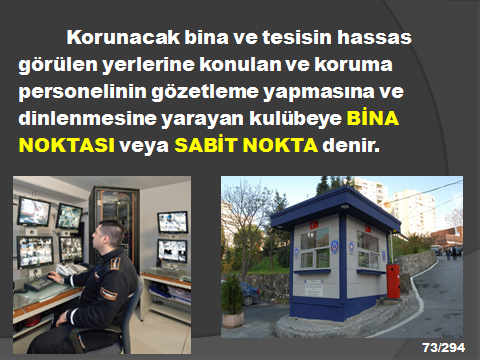 Korunacak bina ve tesisin hassas
görülen yerlerine konulan ve koruma
personelinin gözetleme yapmasına ve
dinlenmesine yarayan kulübeye BİNA
NOKTASI veya SABİT NOKTA denir.
73/294